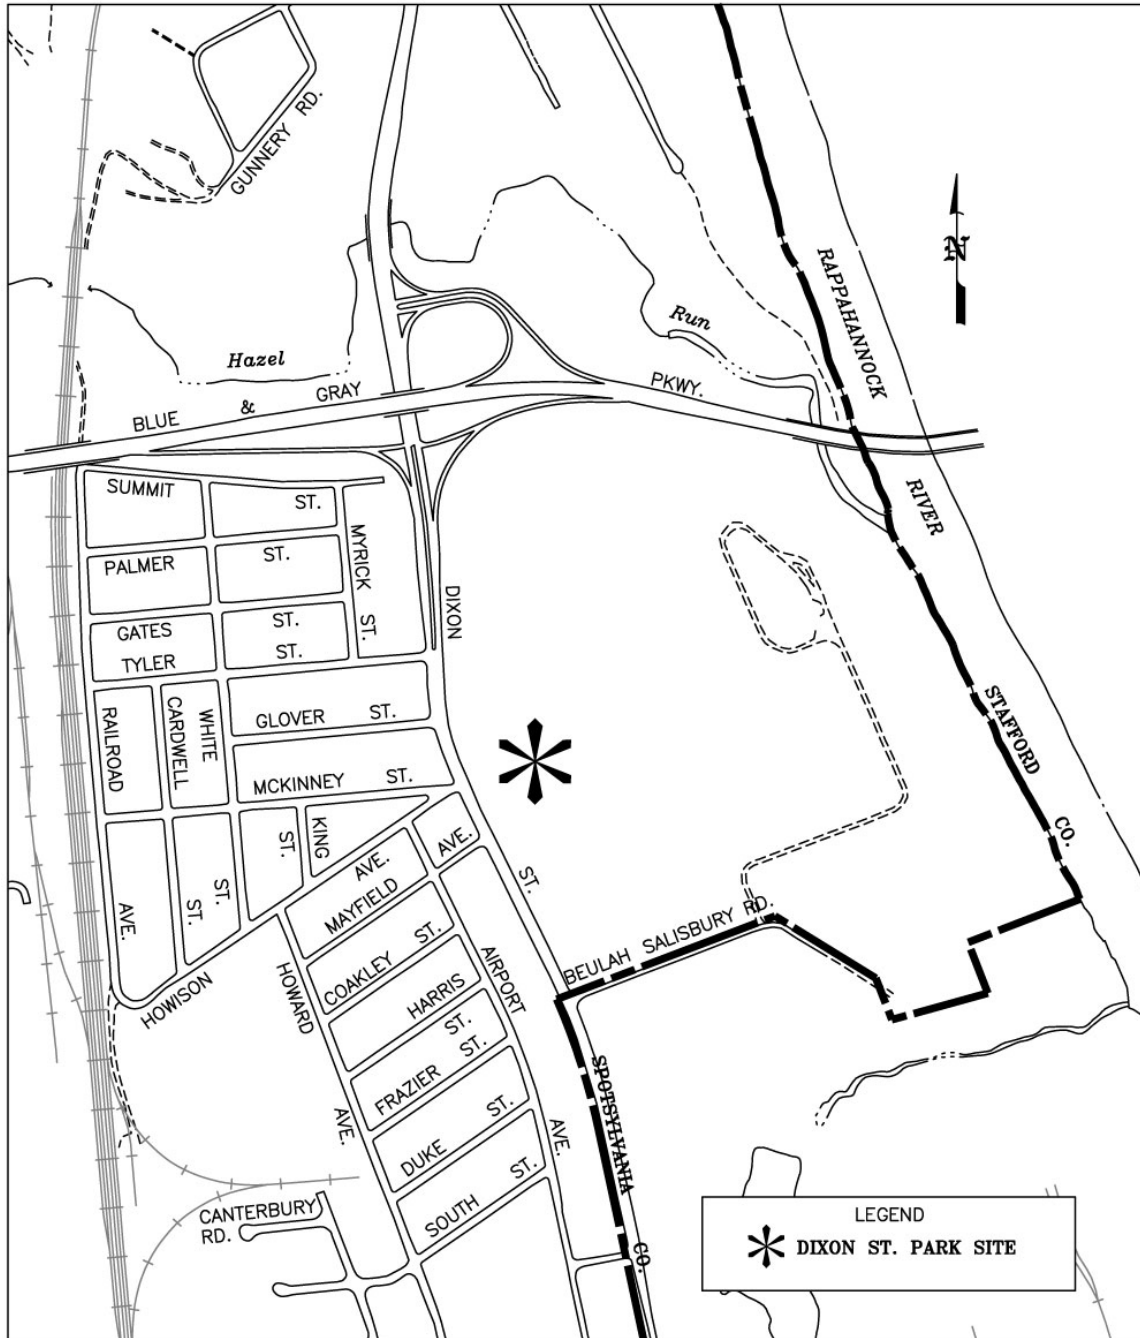 GUNNERY RD.
N
RAPPAHANNOCK
RIVER
Hazel
Run
BLUE & GRAY
PKWY.
SUMMIT ST.
MYRICK ST.
PALMER ST.
DIXON
ST.
GATES ST.
TYLER ST.
RAILROAD
AVE.
CARDWELL
ST.
WHITE
ST.
GLOVER ST.
STAFFORD CO.
MCKINNEY ST.
KING
ST.
HOWISON
AVE.
MAYFIELD
AVE.
COAKLEY ST.
HOWARD
AVE.
HARRIS
ST.
AIRPORT
AVE.
BEULAH SALISBURY RD.
FRAZIER ST.
DUKE ST.
SOUTH ST.
SPOTSYLVANIA CO.
CANTERBURY
RD.
LEGEND
DIXON ST. PARK SITE